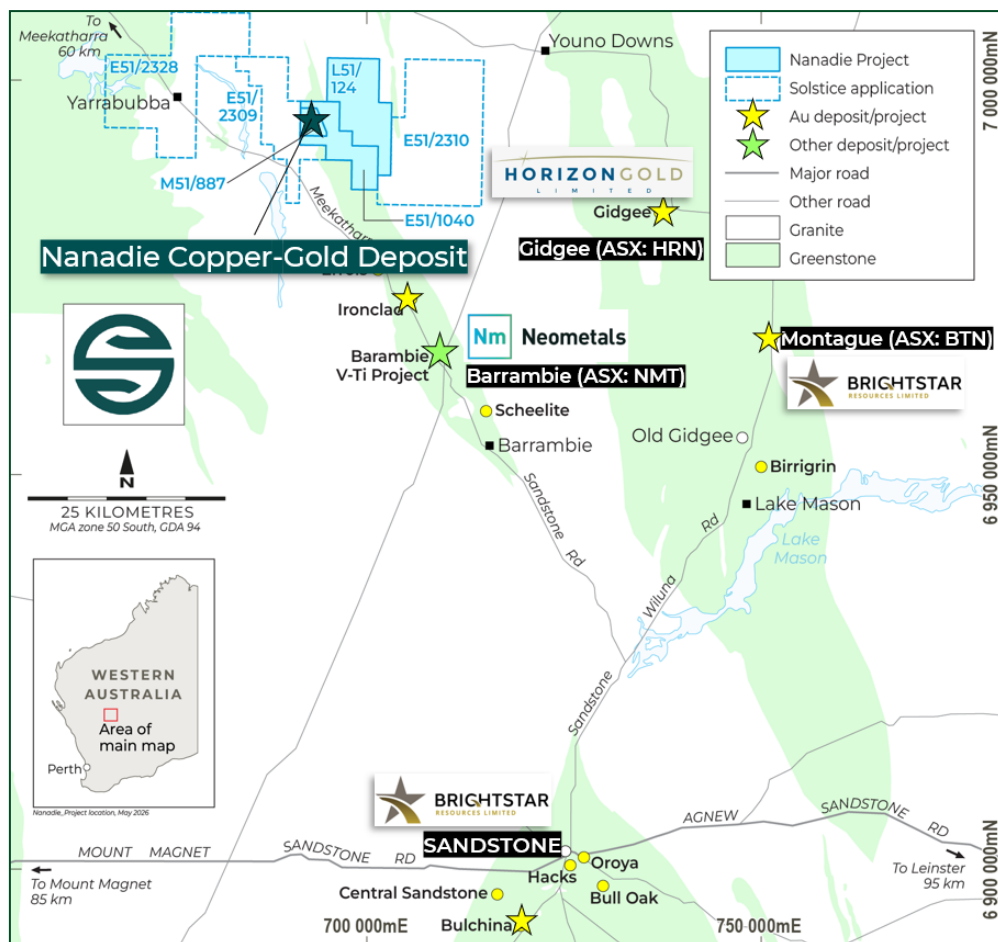 To
Meekatharra
60 km
E51/2328
Yarrabubba
E51/
2309
L51/
124
E51/2310
M51/887
E51/1040
Youno Downs
Nanadie Project
Solstice application
Au deposit/project
Other deposit/project
Major road
Other road
Granite
Greenstone
7 000 000mN
HORIZON GOLD
LIMITED
Gidgee
Gidgee (ASX: HRN)
Meekatharra
Nanadie Copper-Gold Deposit
Ironclad
Barambie
V-Ti Project
Nm Neometals
Barrambie (ASX: NMT)
Montague (ASX: BTN)
BRIGHTSTAR
RESOURCES LIMITED
Scheelite
Barrambie
Old Gidgee
Birrigrin
Lake Mason
Lake
Mason
6 950 000mN
N
25 KILOMETRES
MGA zone 50 South, GDA 94
Sandstone Rd
Sandstone Wiluna Rd
WESTERN
AUSTRALIA
Area of
main map
Perth
Nanadie_Project location, May 2026
BRIGHTSTAR
RESOURCES LIMITED
SANDSTONE
MOUNT MAGNET SANDSTONE RD
AGNEW SANDSTONE RD
To Mount Magnet
85 km
To Leinster
95 km
Oroya
Hacks
Bull Oak
Central Sandstone
Bulchina
700 000mE
750 000mE
6 900 000mN